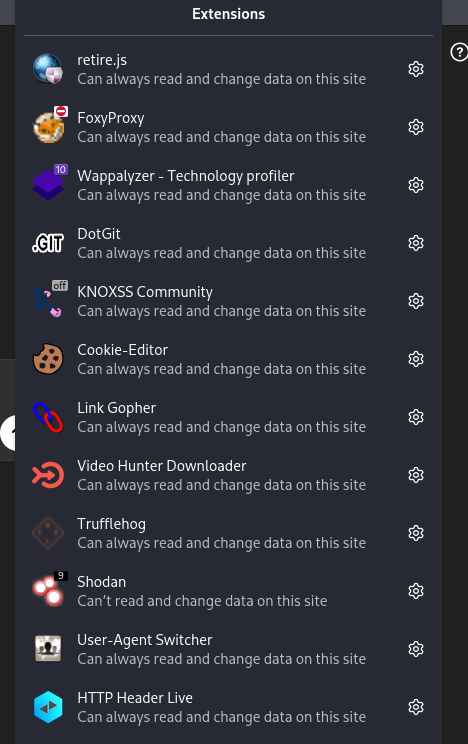 Extensions
retire.js
Can always read and change data on this site
FoxyProxy
Can always read and change data on this site
10
Wappalyzer - Technology profiler
Can always read and change data on this site
.GIT
DotGit
Can always read and change data on this site
off
KNOXSS Community
Can always read and change data on this site
Cookie-Editor
Can always read and change data on this site
Link Gopher
Can always read and change data on this site
Video Hunter Downloader
Can always read and change data on this site
Trufflehog
Can always read and change data on this site
9
Shodan
Can't read and change data on this site
User-Agent Switcher
Can always read and change data on this site
HTTP Header Live
Can always read and change data on this site